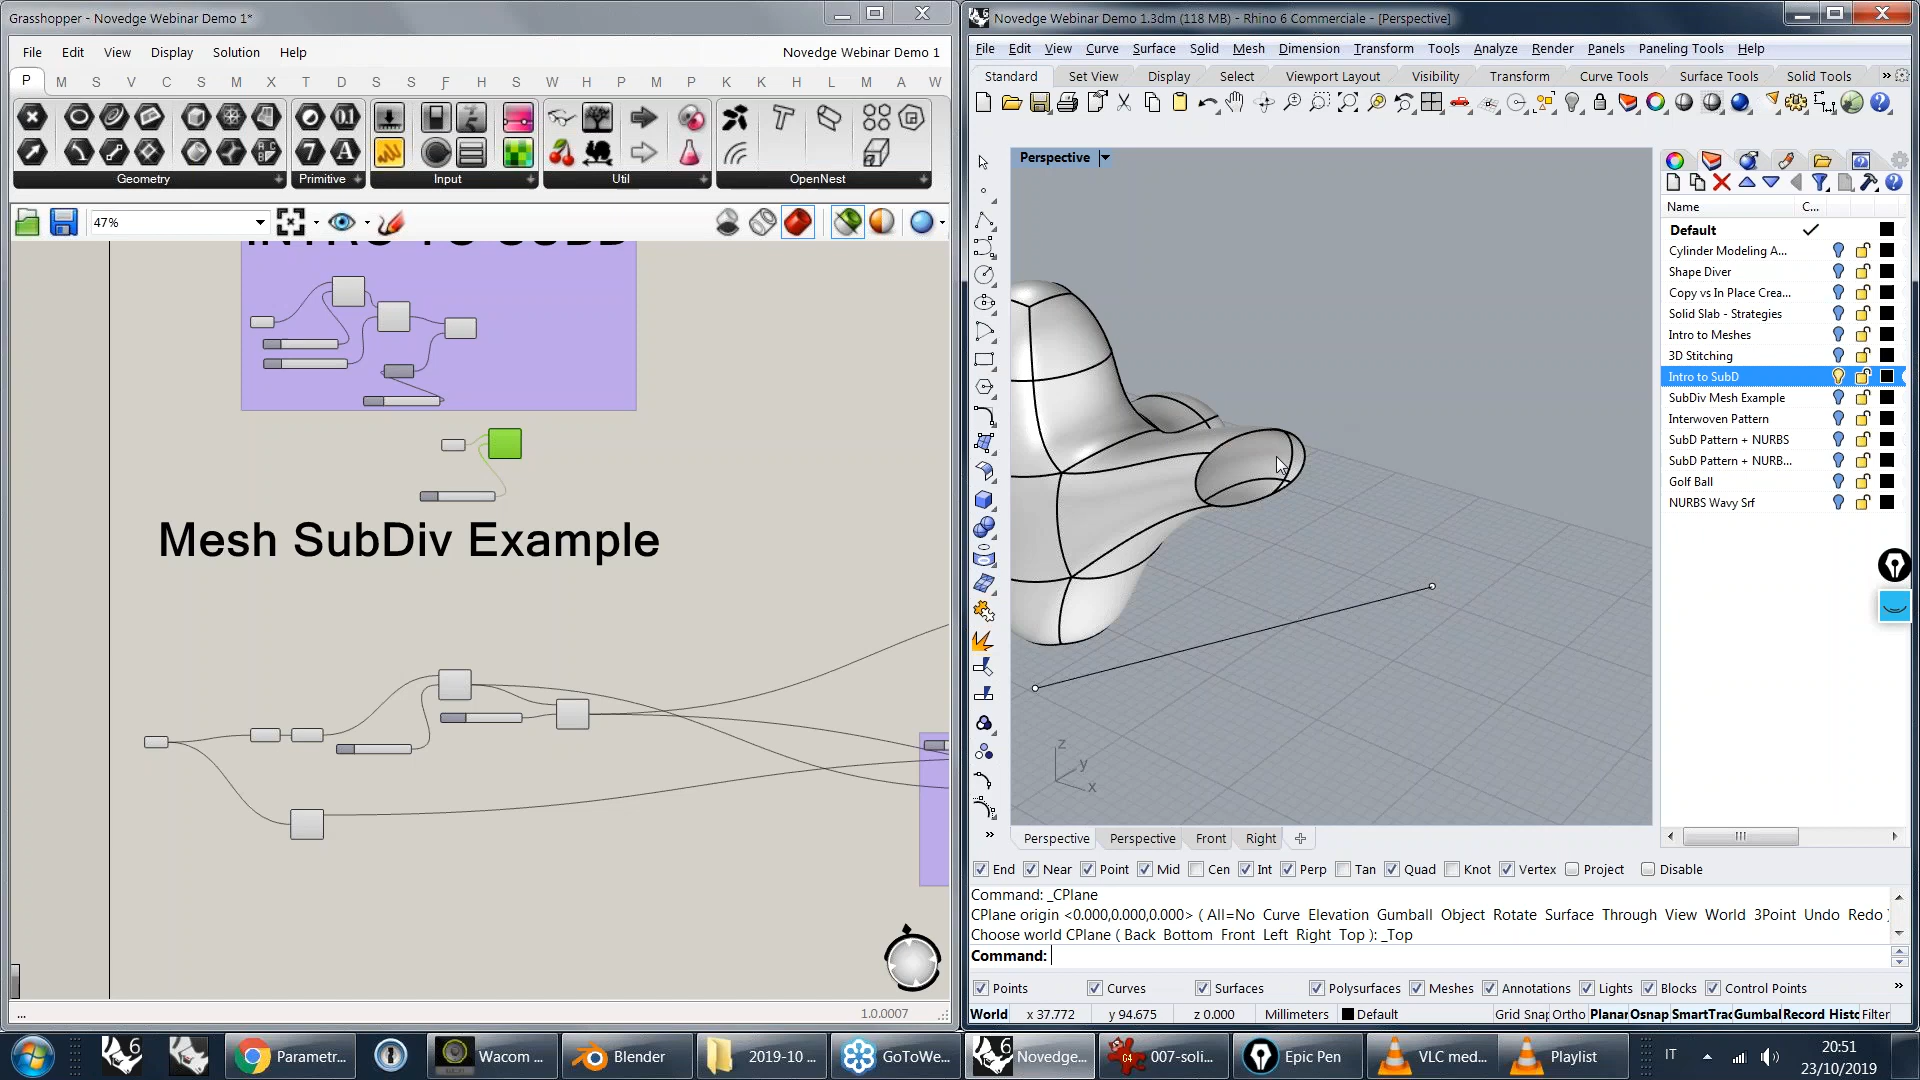 Grasshopper - Novedge Webinar Demo 1*
File Edit View Display Solution Help
Novedge Webinar Demo 1
P M S V C S M X T D S S F H S W H P M P K K H L M A W
Geometry Primitive Input Util OpenNest
47%
Mesh SubDiv Example
...
1.0.0007
Novedge Webinar Demo 1.3dm (118 MB) - Rhino 6 Commerciale - [Perspective]
File Edit View Curve Surface Solid Mesh Dimension Transform Tools Analyze Render Panels Paneling Tools Help
Standard Set View Display Select Viewport Layout Visibility Transform Curve Tools Surface Tools Solid Tools »
Perspective
z
y
x
Perspective Perspective Front Right
Name C...
Default
Cylinder Modeling A...
Shape Diver
Copy vs In Place Crea...
Solid Slab - Strategies
Intro to Meshes
3D Stitching
Intro to SubD
SubDiv Mesh Example
Interwoven Pattern
SubD Pattern + NURBS
SubD Pattern + NURB...
Golf Ball
NURBS Wavy Srf
End Near Point Mid Cen Int Perp Tan Quad Knot Vertex Project Disable
Command: _CPlane
CPlane origin <0.000,0.000,0.000> ( All=No Curve Elevation Gumball Object Rotate Surface Through View World 3Point Undo Redo )
Choose world CPlane ( Back Bottom Front Left Right Top ): _Top
Command:
Points Curves Surfaces Polysurfaces Meshes Annotations Lights Blocks Control Points »
World x 37.772 y 94.675 z 0.000 Millimeters Default Grid Snap Ortho Planar Osnap SmartTrac Gumbal Record Histo Filter
Parametr... Wacom ... Blender 2019-10 ... GoToWe... Novedge... 007-soli... Epic Pen VLC med... Playlist IT
20:51
23/10/2019